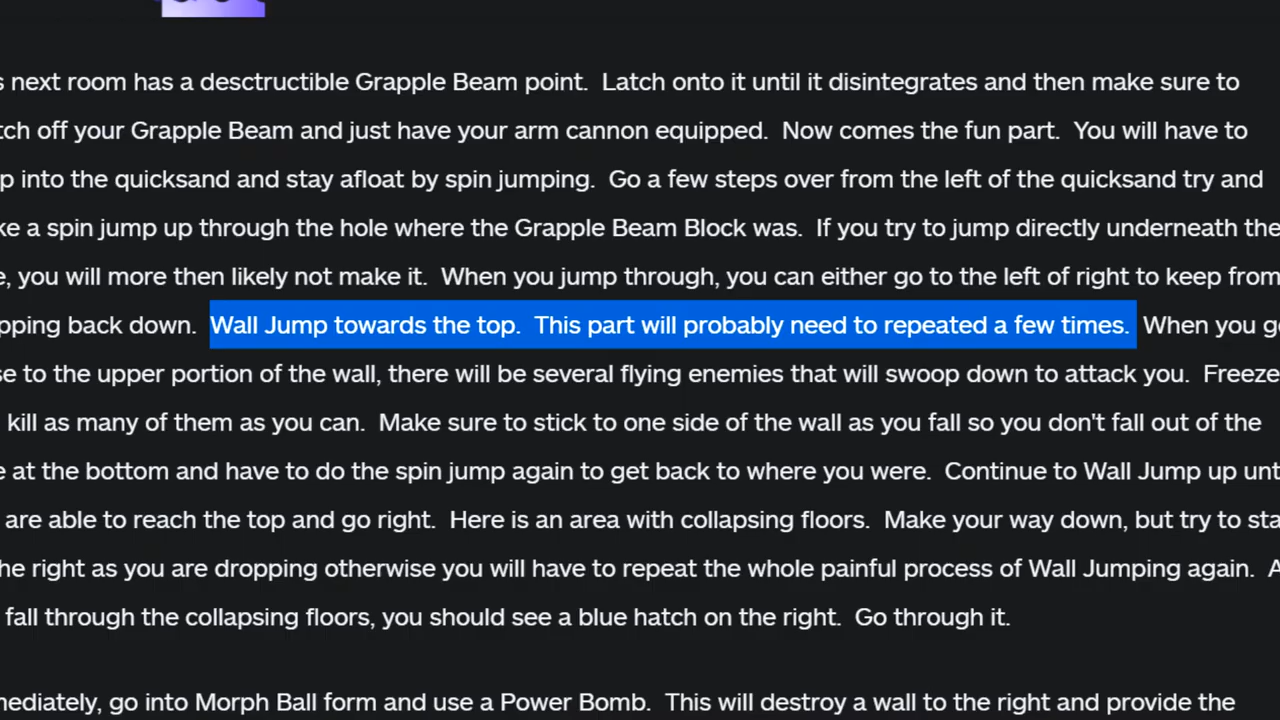 s next room has a desctructible Grapple Beam point.  Latch onto it until it disintegrates and then make sure to
tch off your Grapple Beam and just have your arm cannon equipped.  Now comes the fun part.  You will have to
p into the quicksand and stay afloat by spin jumping.  Go a few steps over from the left of the quicksand try and
ke a spin jump up through the hole where the Grapple Beam Block was.  If you try to jump directly underneath the
e, you will more then likely not make it.  When you jump through, you can either go to the left of right to keep from
pping back down.  Wall Jump towards the top.  This part will probably need to repeated a few times.  When you g
se to the upper portion of the wall, there will be several flying enemies that will swoop down to attack you.  Freeze
kill as many of them as you can.  Make sure to stick to one side of the wall as you fall so you don't fall out of the
e at the bottom and have to do the spin jump again to get back to where you were.  Continue to Wall Jump up unt
are able to reach the top and go right.  Here is an area with collapsing floors.  Make your way down, but try to sta
he right as you are dropping otherwise you will have to repeat the whole painful process of Wall Jumping again.  A
fall through the collapsing floors, you should see a blue hatch on the right.  Go through it.
mediately, go into Morph Ball form and use a Power Bomb.  This will destroy a wall to the right and provide the